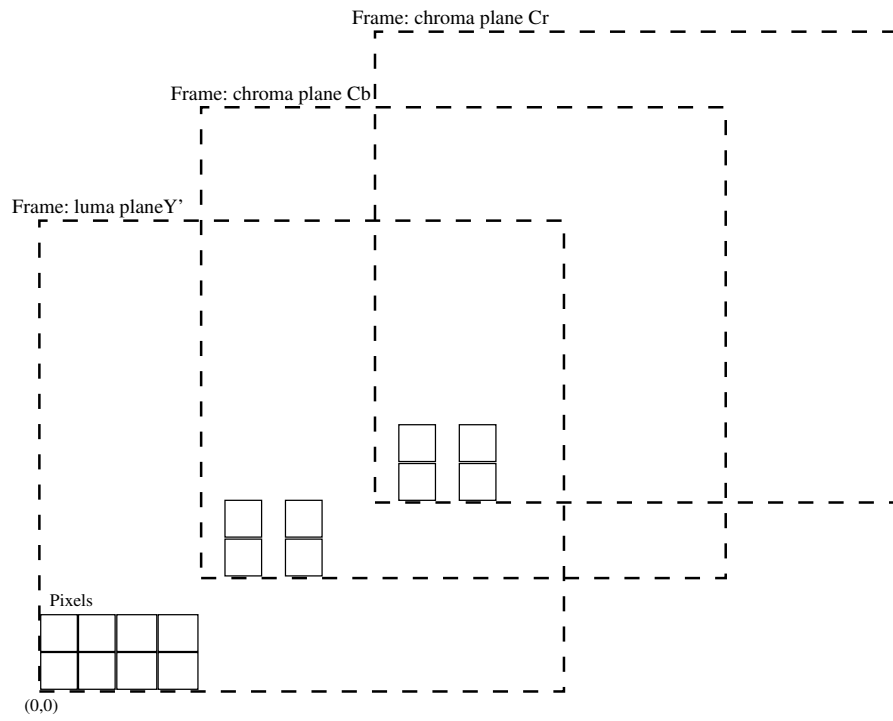 Frame: chroma plane Cr
Frame: chroma plane Cb
Frame: luma planeY’
Pixels
(0,0)